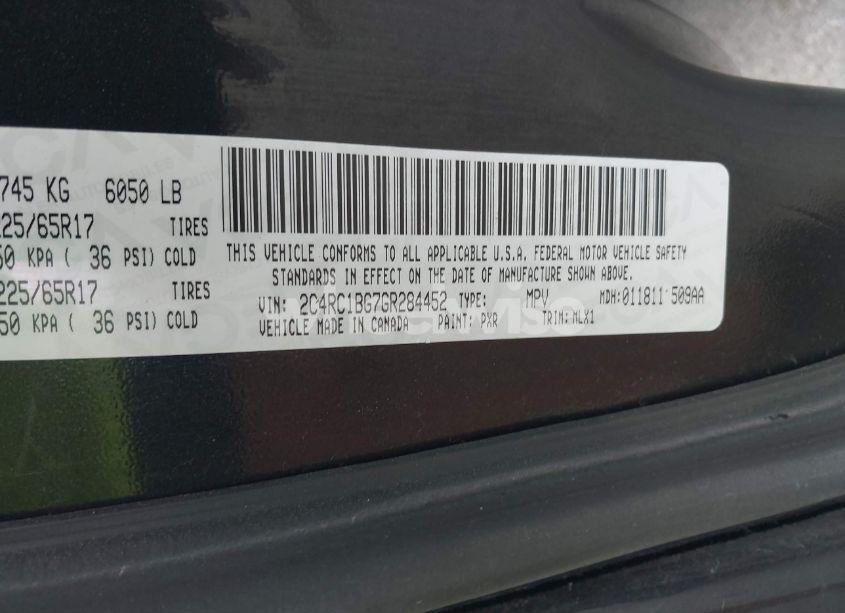 745 KG 6050 LB
225/65R17 TIRES
50 KPA ( 36 PSI) COLD
225/65R17 TIRES
50 KPA ( 36 PSI) COLD
THIS VEHICLE CONFORMS TO ALL APPLICABLE U.S.A. FEDERAL MOTOR VEHICLE SAFETY
STANDARDS IN EFFECT ON THE DATE OF MANUFACTURE SHOWN ABOVE.
VIN: 2C4RC1BG7GR284452 TYPE: MPV MDH:011811 509AA
VEHICLE MADE IN CANADA PAINT: PXR TRIM:MLX1